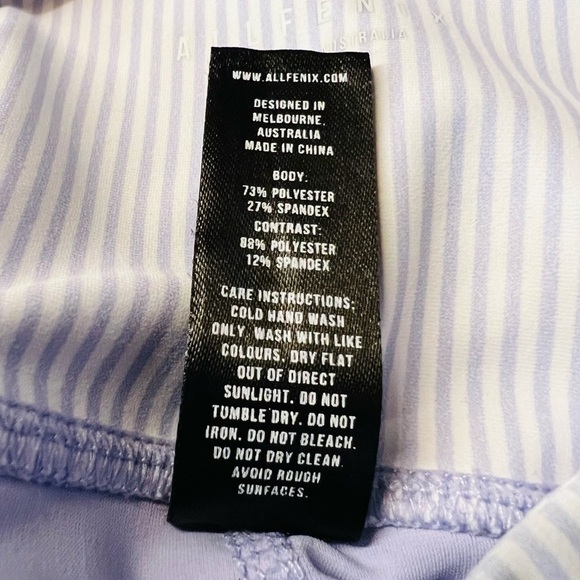 ALLFENIX
AUSTRALIA X
WWW.ALLFENIX.COM
DESIGNED IN
MELBOURNE,
AUSTRALIA
MADE IN CHINA
BODY:
73% POLYESTER
27% SPANDEX
CONTRAST:
88% POLYESTER
12% SPANDEX
CARE INSTRUCTIONS:
COLD HAND WASH
ONLY. WASH WITH LIKE
COLOURS, DRY FLAT
OUT OF DIRECT
SUNLIGHT. DO NOT
TUMBLE DRY. DO NOT
IRON. DO NOT BLEACH.
DO NOT DRY CLEAN.
AVOID ROUGH
SURFACES.